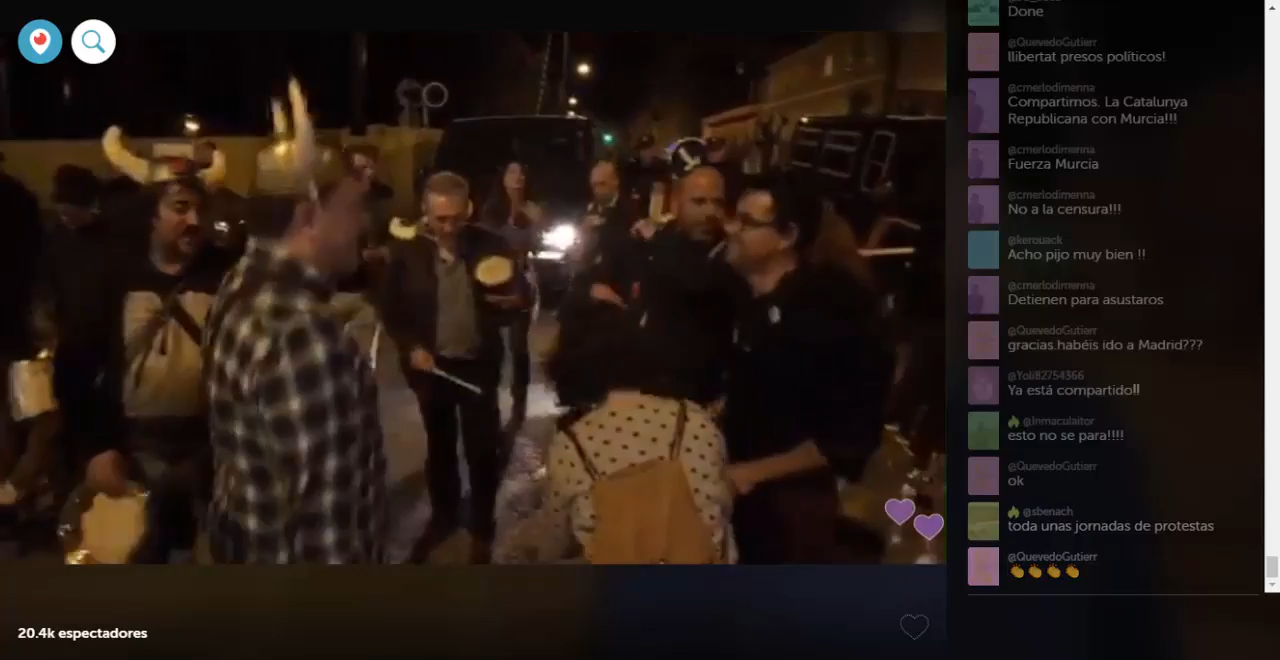 Done
@QuevedoGutierr
llibertat presos políticos!
@cmerlodimenna
Compartimos. La Catalunya
Republicana con Murcia!!!
@cmerlodimenna
Fuerza Murcia
@cmerlodimenna
No a la censura!!!
@kerouack
Acho pijo muy bien !!
@cmerlodimenna
Detienen para asustaros
@QuevedoGutierr
gracias.habéis ido a Madrid???
@Yoli82754366
Ya está compartido!!
@Inmaculaitor
esto no se para!!!!
@QuevedoGutierr
ok
@sbenach
toda unas jornadas de protestas
@QuevedoGutierr
👏👏👏👏
20.4k espectadores